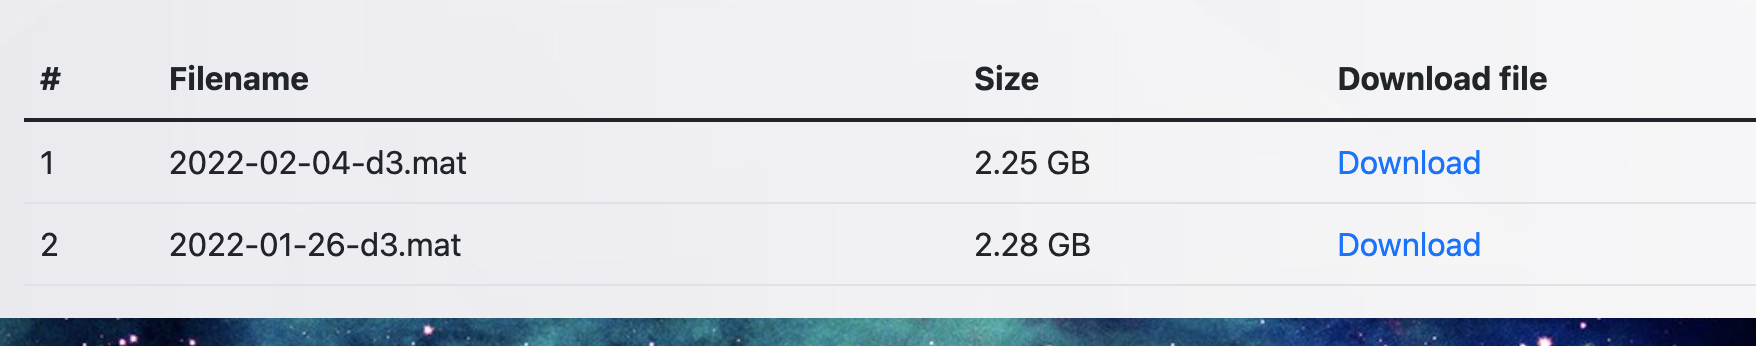 # Filename Size Download file
1 2022-02-04-d3.mat 2.25 GB Download
2 2022-01-26-d3.mat 2.28 GB Download